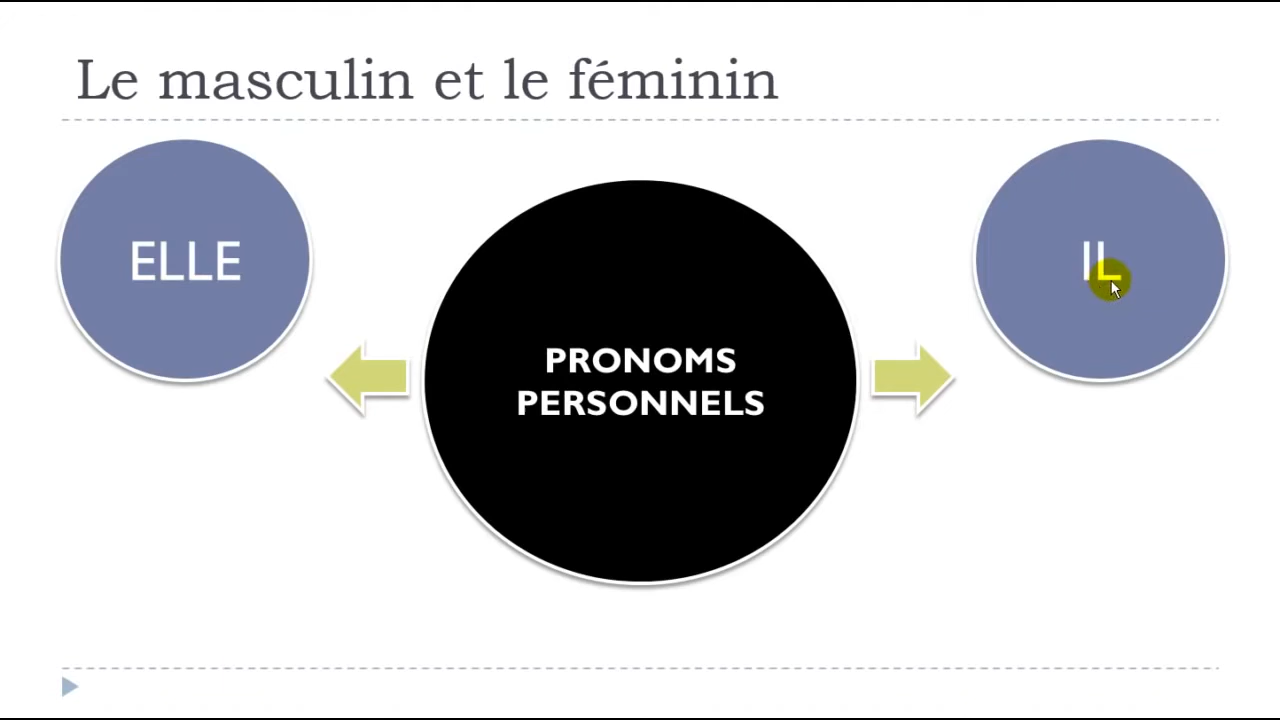 Le masculin et le féminin
ELLE
IL
PRONOMS
PERSONNELS